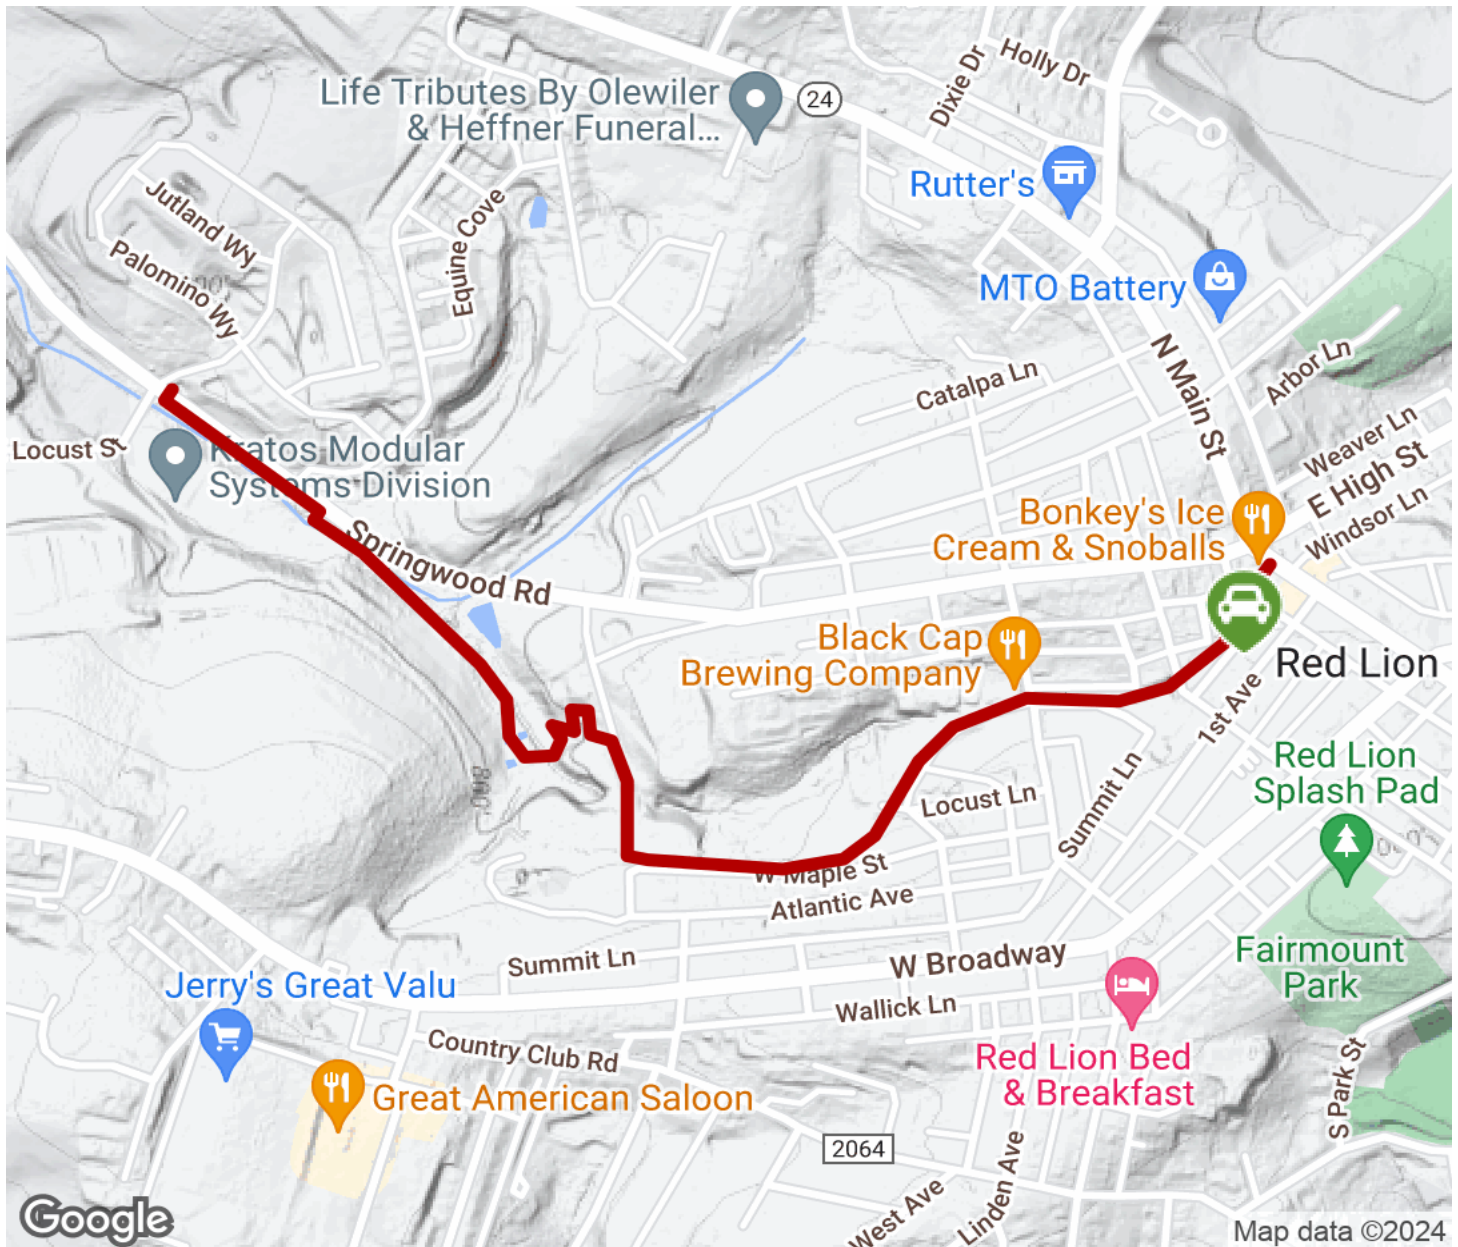 Holly Dr
Dixie Dr
Life Tributes By Olewiler
& Heffner Funeral...
24
Rutter's
Jutland Wy
Equine Cove
Palomino Wy
MTO Battery
N Main St
Arbor Ln
Catalpa Ln
Weaver Ln
E High St
Windsor Ln
Locust St
Kratos Modular
Systems Division
Bonkey's Ice
Cream & Snoballs
Springwood Rd
Black Cap
Brewing Company
Red Lion
1st Ave
Red Lion
Splash Pad
800
Locust Ln
Summit Ln
W Maple St
Atlantic Ave
Summit Ln
W Broadway
Fairmount
Park
Jerry's Great Valu
Wallick Ln
Country Club Rd
Red Lion Bed
& Breakfast
S Park St
Great American Saloon
2064
Linden Ave
West Ave
Google
Map data ©2024